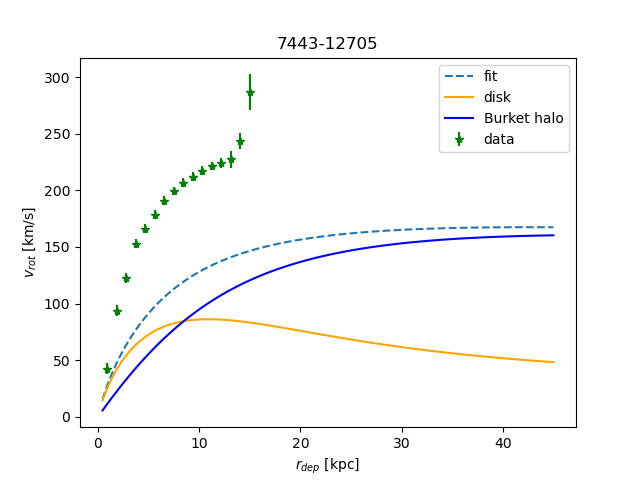 7443-12705
300
250
200
150
100
50
0
v_rot [km/s]
0 10 20 30 40
r_dep [kpc]
fit
disk
Burket halo
data